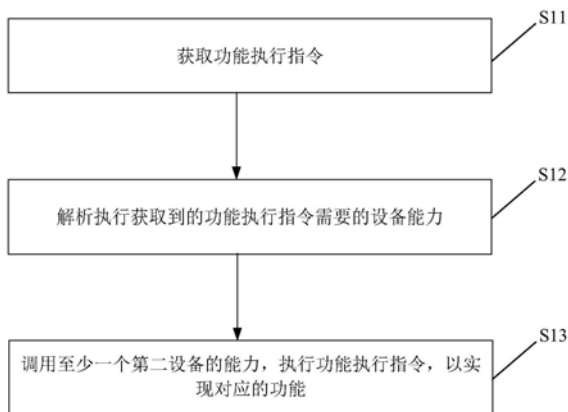 S11
获取功能执行指令
S12
解析执行获取到的功能执行指令需要的设备能力
S13
调用至少一个第二设备的能力，执行功能执行指令，以实
现对应的功能